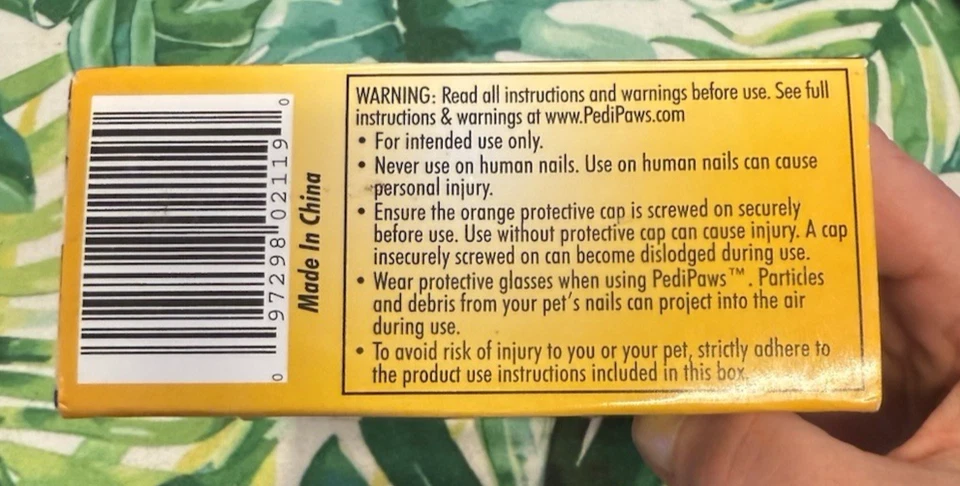 0 97298 02119 0
Made In China
WARNING: Read all instructions and warnings before use. See full
instructions & warnings at www.PediPaws.com
• For intended use only.
• Never use on human nails. Use on human nails can cause
personal injury.
• Ensure the orange protective cap is screwed on securely
before use. Use without protective cap can cause injury. A cap
insecurely screwed on can become dislodged during use.
• Wear protective glasses when using PediPaws™. Particles
and debris from your pet's nails can project into the air
during use.
• To avoid risk of injury to you or your pet, strictly adhere to
the product use instructions included in this box.